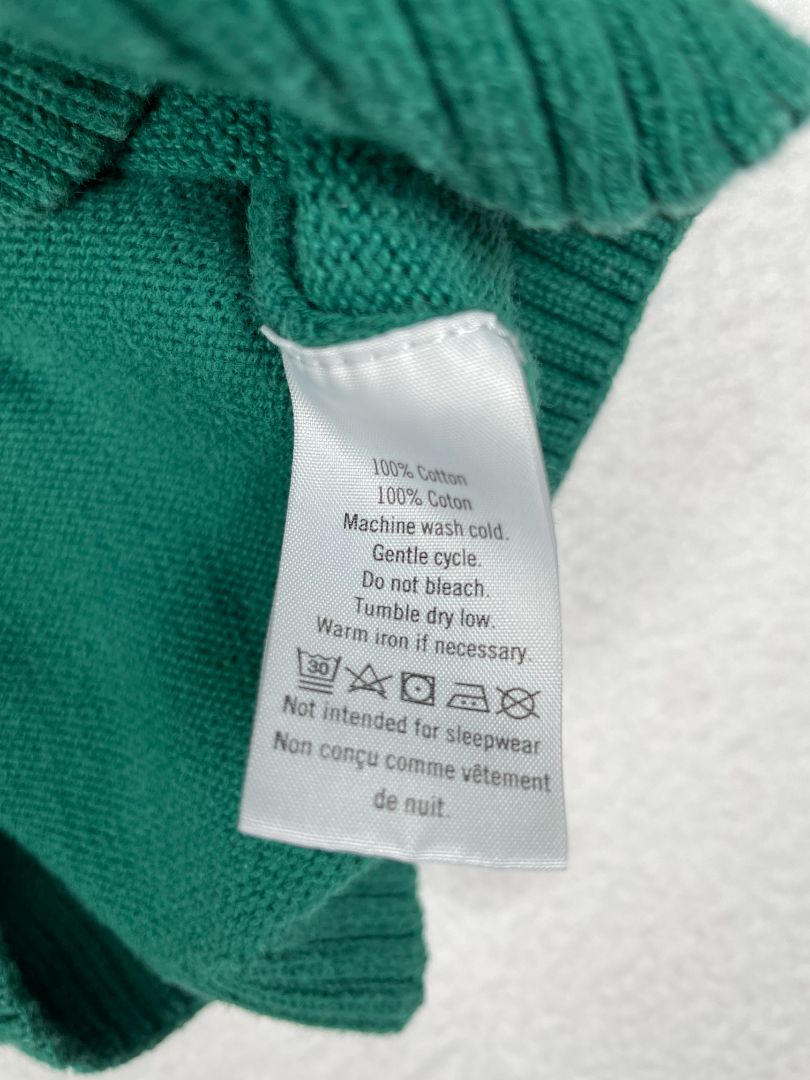 100% Cotton
100% Coton
Machine wash cold.
Gentle cycle.
Do not bleach.
Tumble dry low.
Warm iron if necessary.
30
Not intended for sleepwear
Non conçu comme vêtement
de nuit.